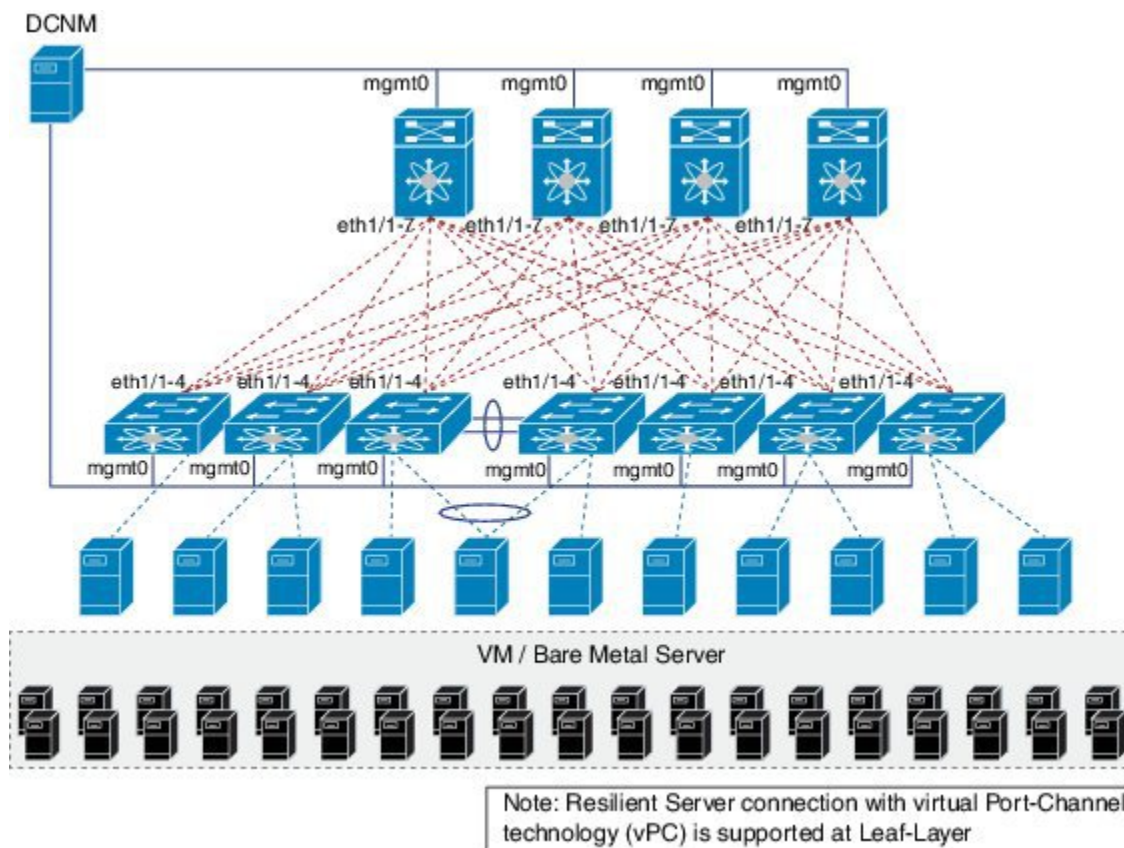 DCNM
mgmt0 mgmt0 mgmt0 mgmt0
eth1/1-7 eth1/1-7 eth1/1-7 eth1/1-7
eth1/1-4 eth1/1-4 eth1/1-4 eth1/1-4 eth1/1-4 eth1/1-4 eth1/1-4
mgmt0 mgmt0 mgmt0 mgmt0 mgmt0 mgmt0 mgmt0
VM / Bare Metal Server
Note: Resilient Server connection with virtual Port-Channel
technology (vPC) is supported at Leaf-Layer